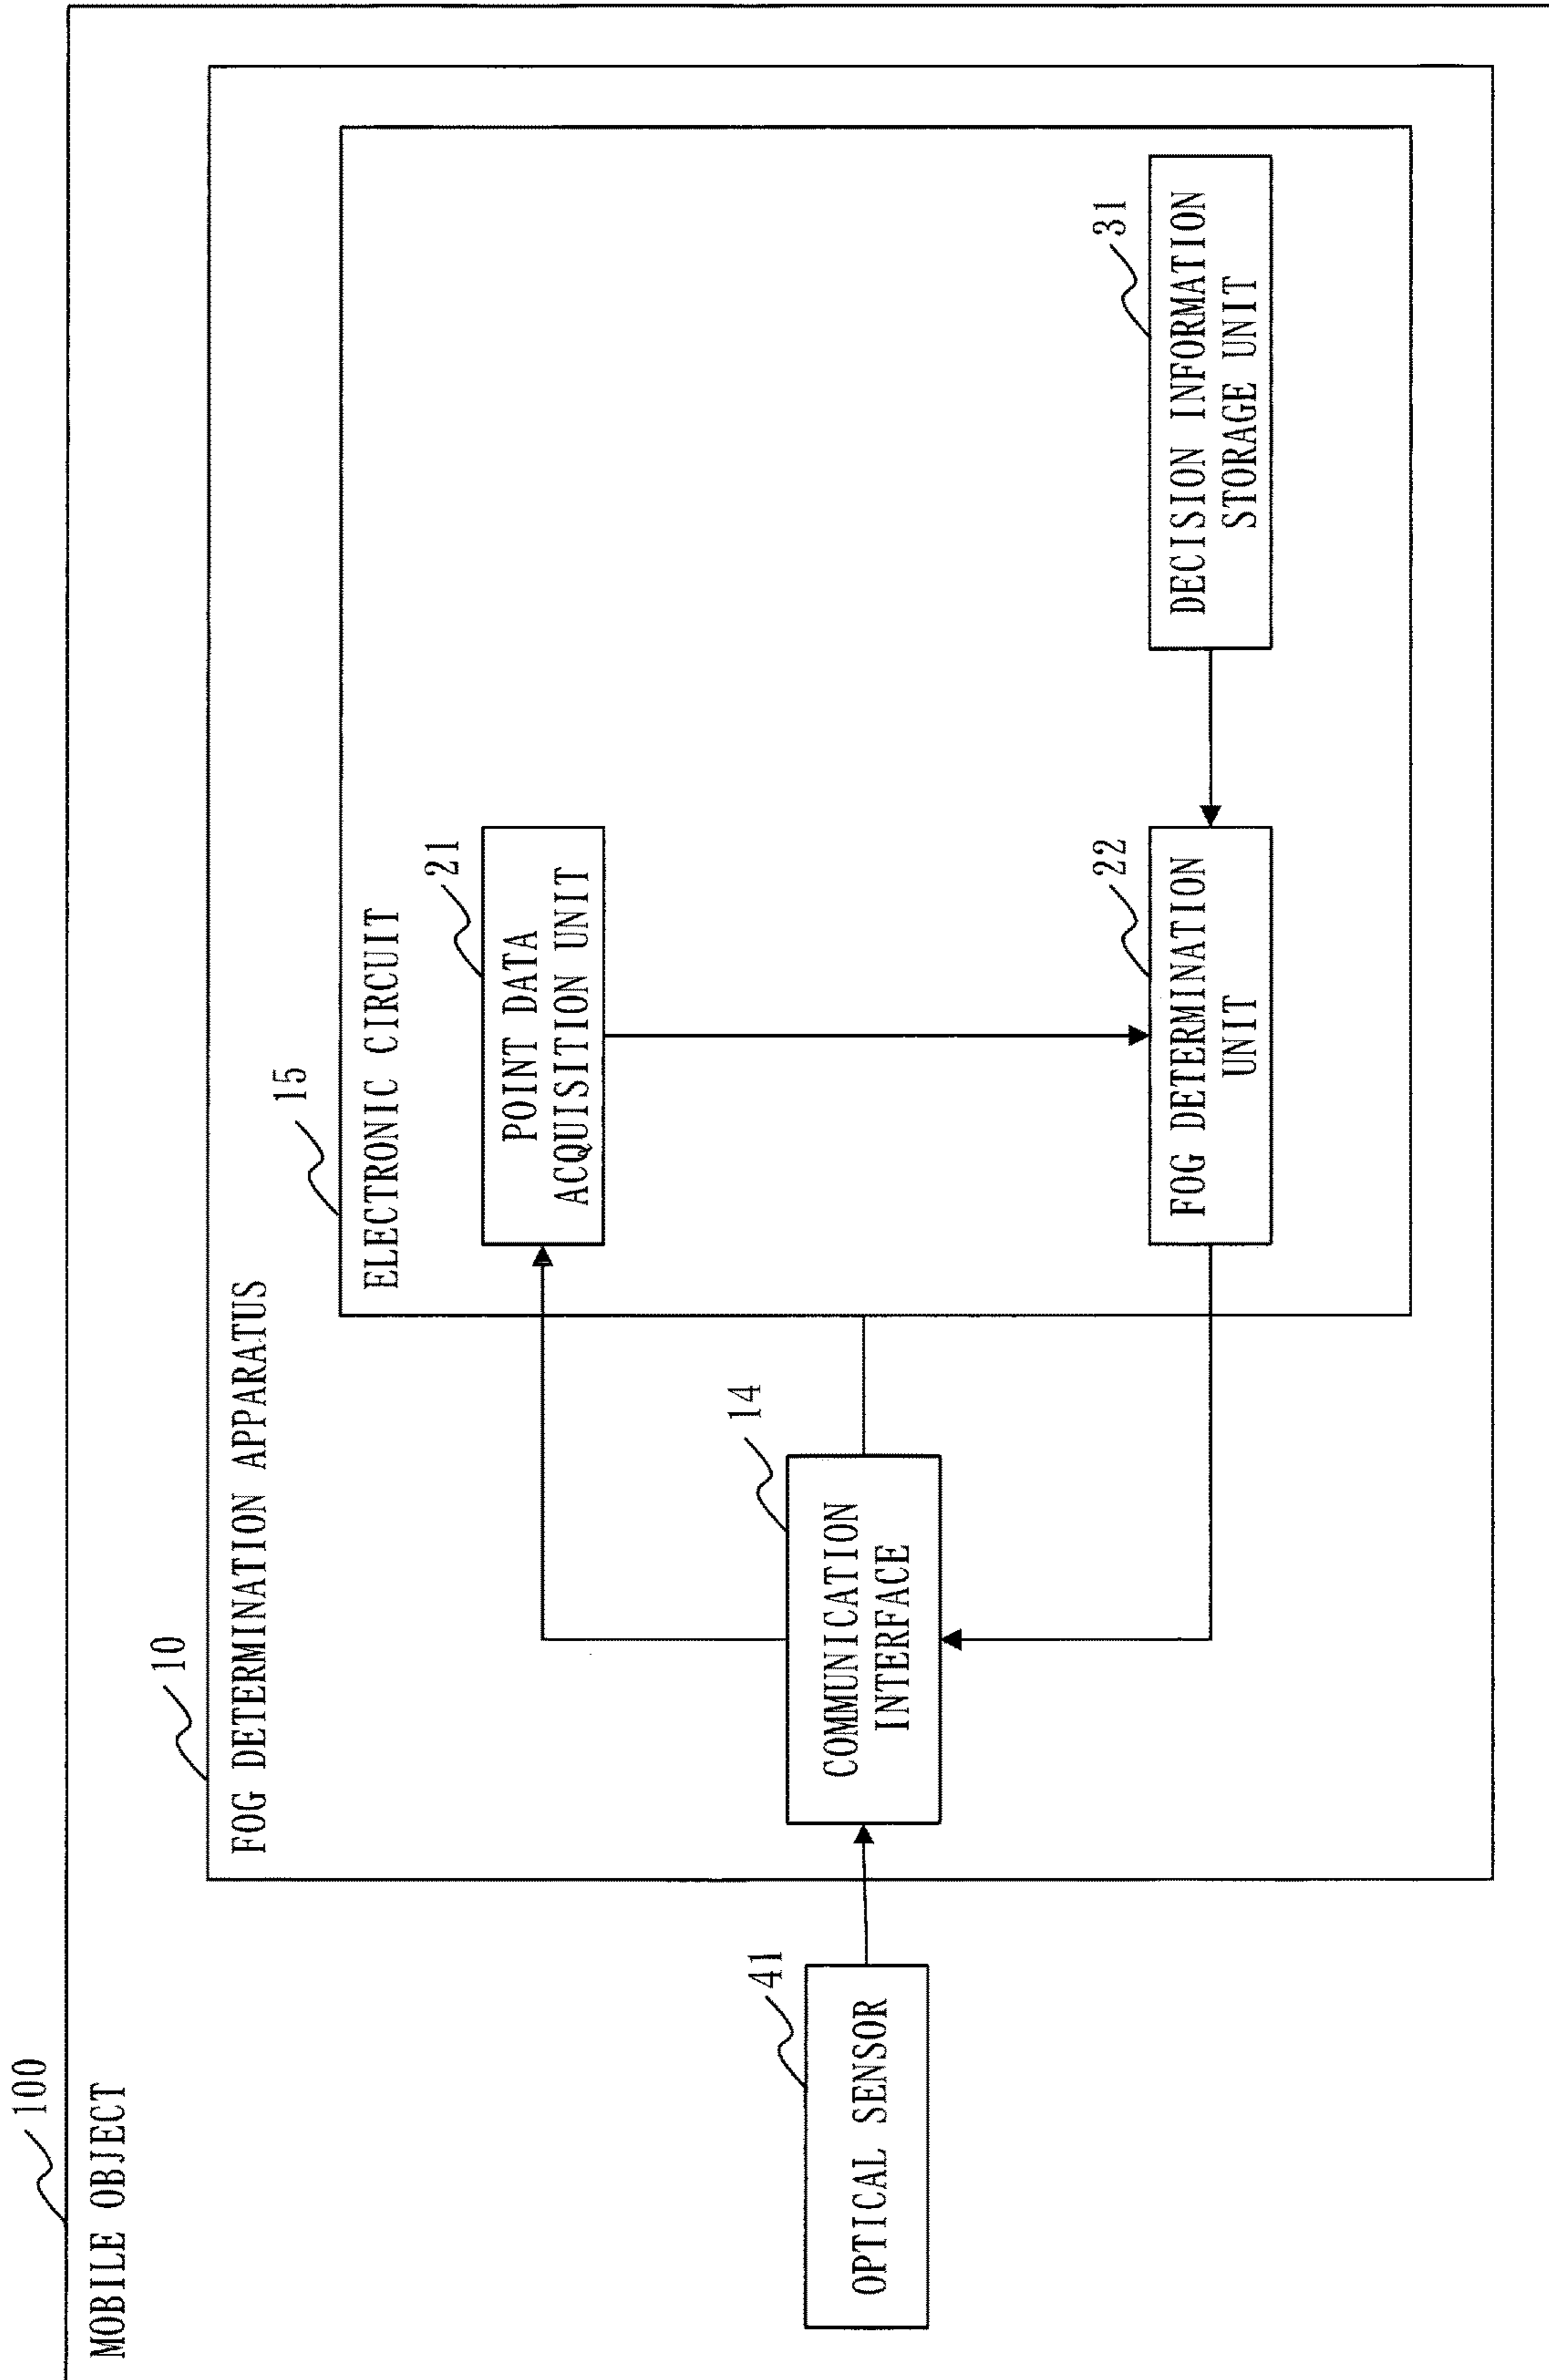 100
MOBILE OBJECT
10
FOG DETERMINATION APPARATUS
15
ELECTRONIC CIRCUIT
21
POINT DATA
ACQUISITION UNIT
41
OPTICAL SENSOR
14
COMMUNICATION
INTERFACE
22
FOG DETERMINATION
UNIT
31
DECISION INFORMATION
STORAGE UNIT